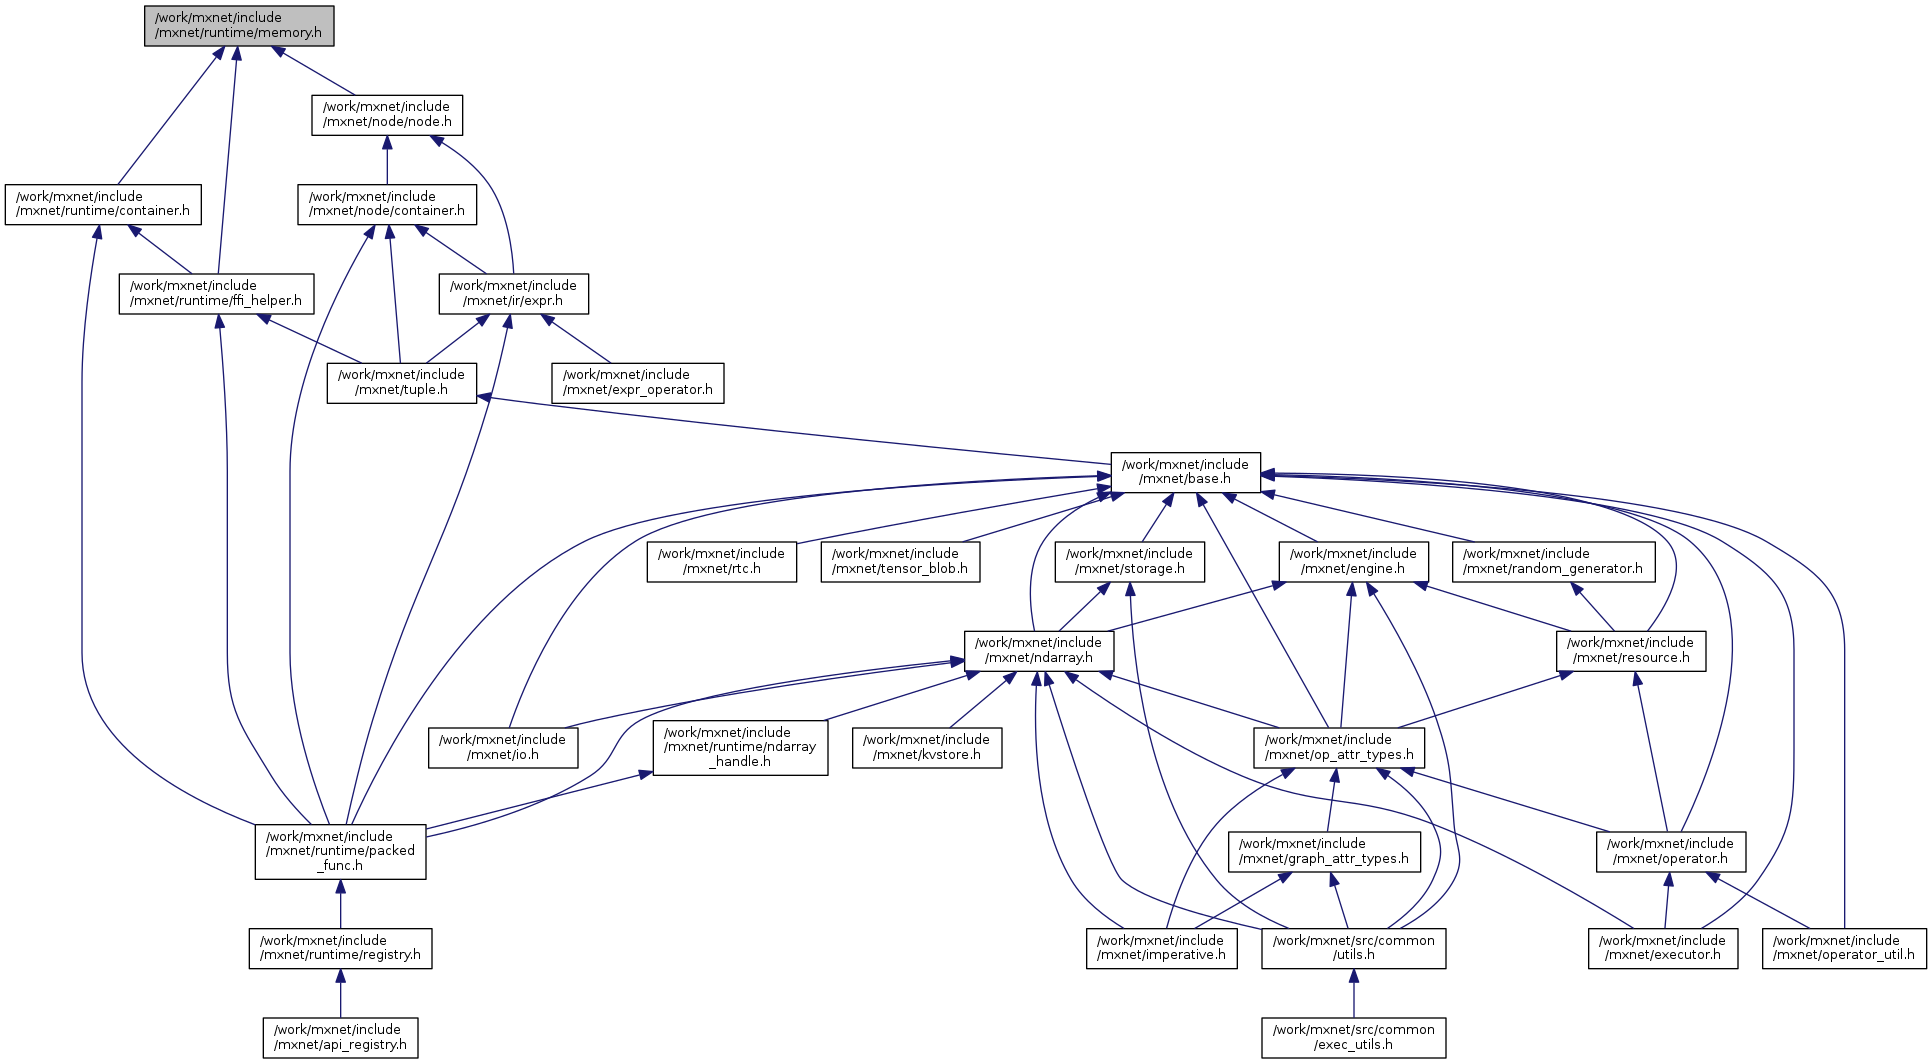 /work/mxnet/include
/mxnet/runtime/memory.h
/work/mxnet/include
/mxnet/node/node.h
/work/mxnet/include
/mxnet/runtime/container.h
/work/mxnet/include
/mxnet/node/container.h
/work/mxnet/include
/mxnet/runtime/ffi_helper.h
/work/mxnet/include
/mxnet/ir/expr.h
/work/mxnet/include
/mxnet/tuple.h
/work/mxnet/include
/mxnet/expr_operator.h
/work/mxnet/include
/mxnet/base.h
/work/mxnet/include
/mxnet/rtc.h
/work/mxnet/include
/mxnet/tensor_blob.h
/work/mxnet/include
/mxnet/storage.h
/work/mxnet/include
/mxnet/engine.h
/work/mxnet/include
/mxnet/random_generator.h
/work/mxnet/include
/mxnet/ndarray.h
/work/mxnet/include
/mxnet/resource.h
/work/mxnet/include
/mxnet/io.h
/work/mxnet/include
/mxnet/runtime/ndarray
_handle.h
/work/mxnet/include
/mxnet/kvstore.h
/work/mxnet/include
/mxnet/op_attr_types.h
/work/mxnet/include
/mxnet/runtime/packed
_func.h
/work/mxnet/include
/mxnet/graph_attr_types.h
/work/mxnet/include
/mxnet/operator.h
/work/mxnet/include
/mxnet/runtime/registry.h
/work/mxnet/include
/mxnet/imperative.h
/work/mxnet/src/common
/utils.h
/work/mxnet/include
/mxnet/executor.h
/work/mxnet/include
/mxnet/operator_util.h
/work/mxnet/include
/mxnet/api_registry.h
/work/mxnet/src/common
/exec_utils.h